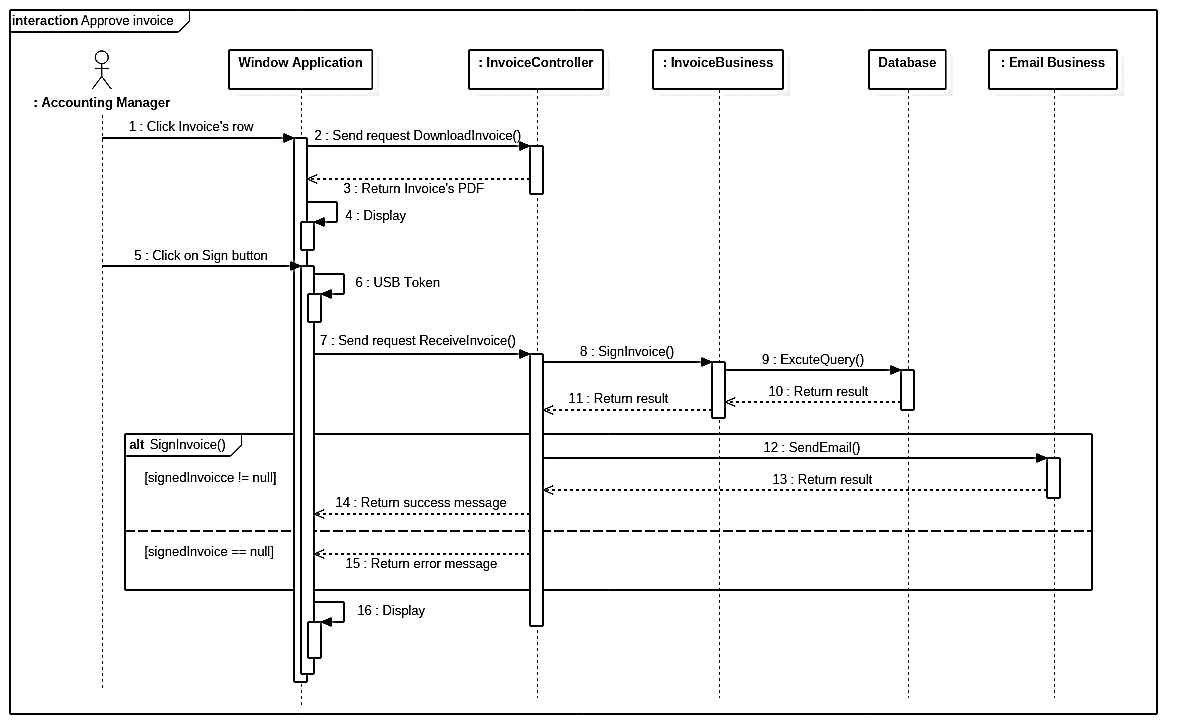 interaction Approve invoice
Window Application
: InvoiceController
: InvoiceBusiness
Database
: Email Business
: Accounting Manager
1 : Click Invoice's row
2 : Send request DownloadInvoice()
3 : Return Invoice's PDF
4 : Display
5 : Click on Sign button
6 : USB Token
7 : Send request ReceiveInvoice()
8 : SignInvoice()
9 : ExcuteQuery()
10 : Return result
11 : Return result
alt SignInvoice()
12 : SendEmail()
[signedInvoicce != null]
13 : Return result
14 : Return success message
[signedInvoice == null]
15 : Return error message
16 : Display